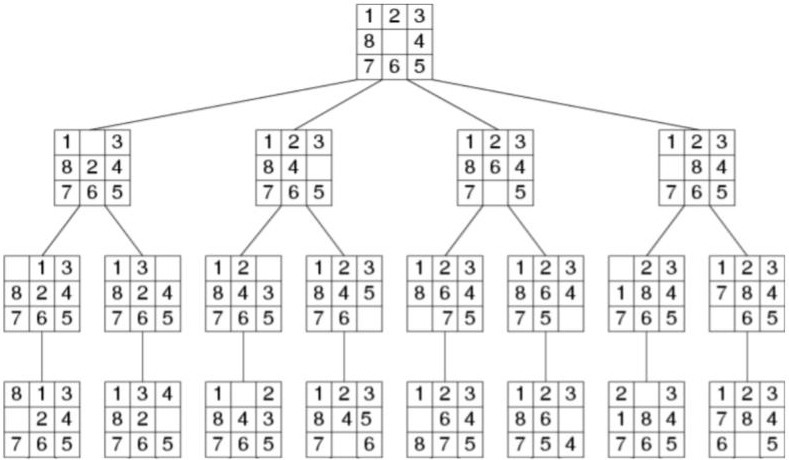 1 2 3
8 4
7 6 5
1 3 1 2 3 1 2 3 1 2 3
8 2 4 8 4 8 6 4 8 4
7 6 5 7 6 5 7 5 7 6 5
1 3 1 3 1 2 1 2 3 1 2 3 1 2 3 2 3 1 2 3
8 2 4 8 2 4 8 4 3 8 4 5 8 6 4 8 6 4 1 8 4 7 8 4
7 6 5 7 6 5 7 6 5 7 6 7 5 7 5 7 6 5 6 5
8 1 3 1 3 4 1 2 1 2 3 1 2 3 1 2 3 2 3 1 2 3
2 4 8 2 8 4 3 8 4 5 6 4 8 6 1 8 4 7 8 4
7 6 5 7 6 5 7 6 5 7 6 8 7 5 7 5 4 7 6 5 6 5